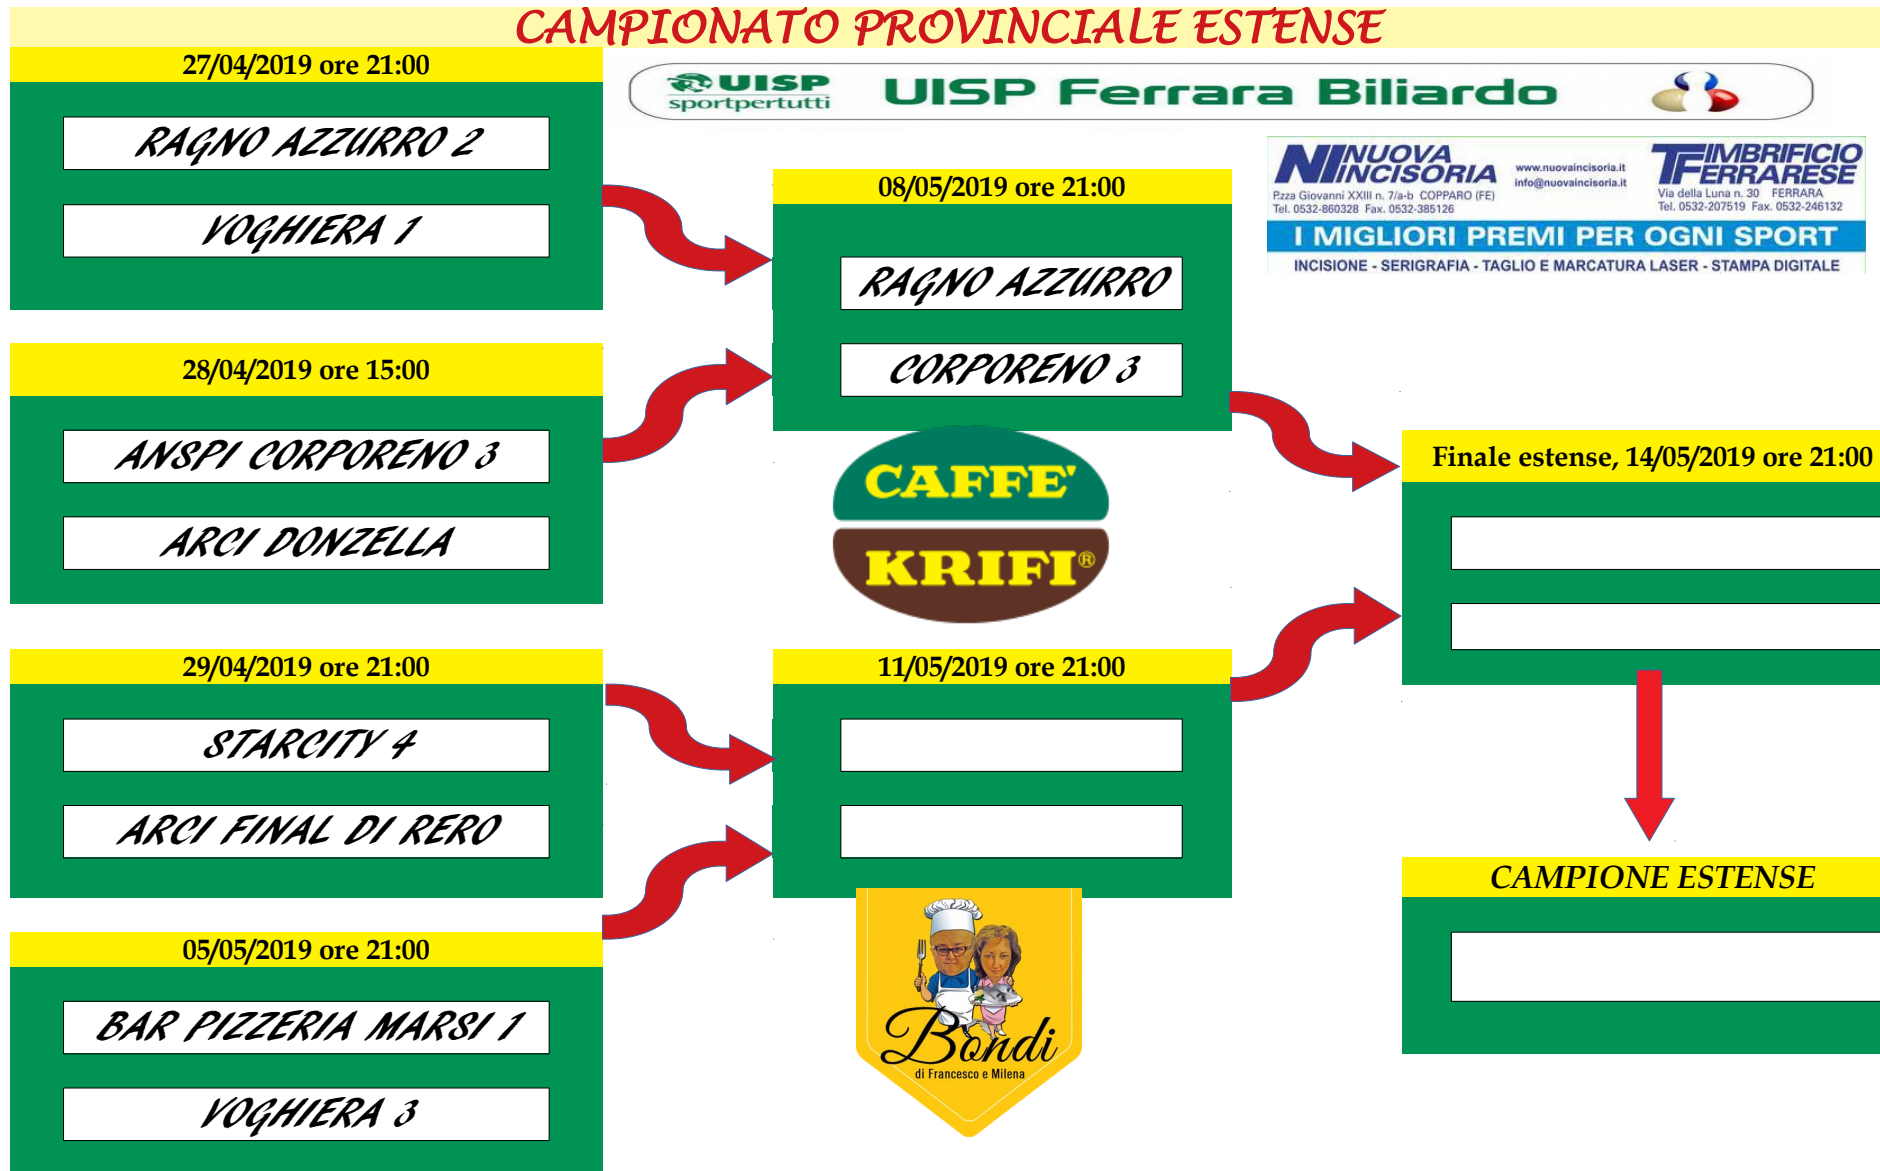 CAMPIONATO PROVINCIALE ESTENSE
27/04/2019 ore 21:00
RAGNO AZZURRO 2
VOGHIERA 1
28/04/2019 ore 15:00
ANSPI CORPORENO 3
ARCI DONZELLA
29/04/2019 ore 21:00
STARCITY 4
ARCI FINAL DI RERO
05/05/2019 ore 21:00
BAR PIZZERIA MARSI 1
VOGHIERA 3
UISP
sportpertutti
UISP Ferrara Biliardo
NUOVA
INCISORIA
www.nuovaincisoria.it
info@nuovaincisoria.it
P.zza Giovanni XXIII n. 7/a-b COPPARO (FE)
Tel. 0532-860328 Fax. 0532-385126
TIMBRIFICIO
FERRARESE
Via della Luna n. 30 FERRARA
Tel. 0532-207519 Fax. 0532-246132
I MIGLIORI PREMI PER OGNI SPORT
INCISIONE - SERIGRAFIA - TAGLIO E MARCATURA LASER - STAMPA DIGITALE
08/05/2019 ore 21:00
RAGNO AZZURRO
CORPORENO 3
CAFFE'
KRIFI®
11/05/2019 ore 21:00
Bondi
di Francesco e Milena
Finale estense, 14/05/2019 ore 21:00
CAMPIONE ESTENSE